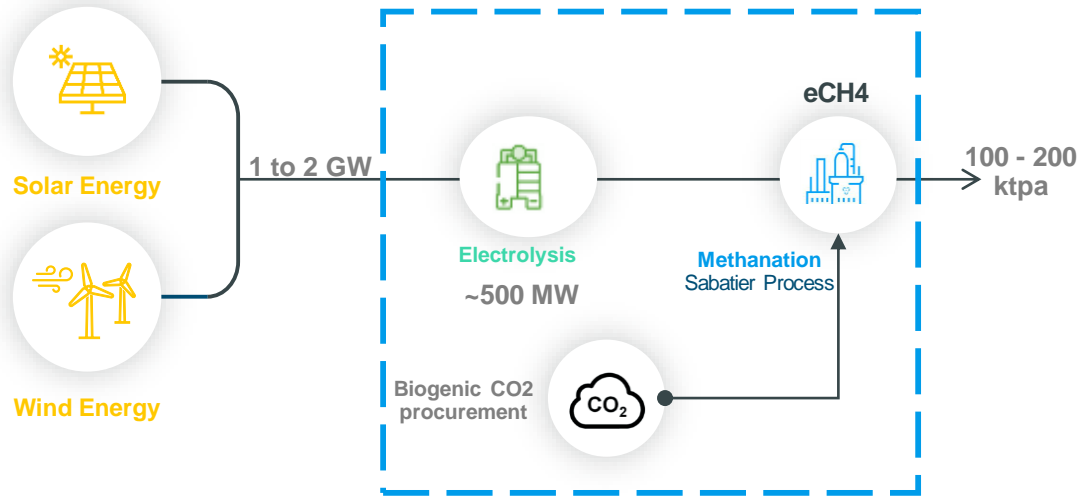 Solar Energy
Wind Energy
1 to 2 GW
Electrolysis
~500 MW
Biogenic CO2
procurement
CO₂
eCH4
Methanation
Sabatier Process
100 - 200
ktpa